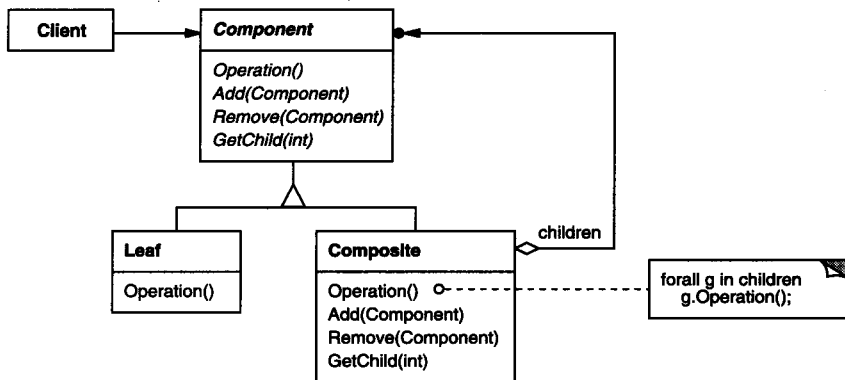 Client
Component
Operation()
Add(Component)
Remove(Component)
GetChild(int)
Leaf
Operation()
Composite
Operation()
Add(Component)
Remove(Component)
GetChild(int)
children
forall g in children
g.Operation();